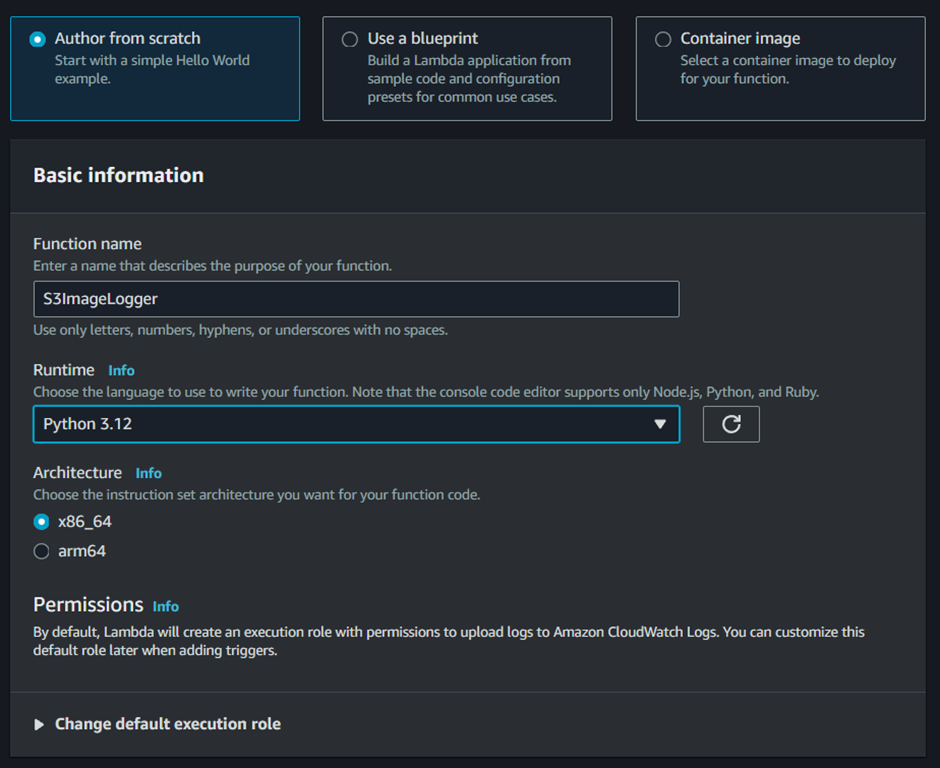 Author from scratch
Start with a simple Hello World
example.
Use a blueprint
Build a Lambda application from
sample code and configuration
presets for common use cases.
Container image
Select a container image to deploy
for your function.
Basic information
Function name
Enter a name that describes the purpose of your function.
S3ImageLogger
Use only letters, numbers, hyphens, or underscores with no spaces.
Runtime Info
Choose the language to use to write your function. Note that the console code editor supports only Node.js, Python, and Ruby.
Python 3.12
Architecture Info
Choose the instruction set architecture you want for your function code.
x86_64
arm64
Permissions Info
By default, Lambda will create an execution role with permissions to upload logs to Amazon CloudWatch Logs. You can customize this
default role later when adding triggers.
Change default execution role